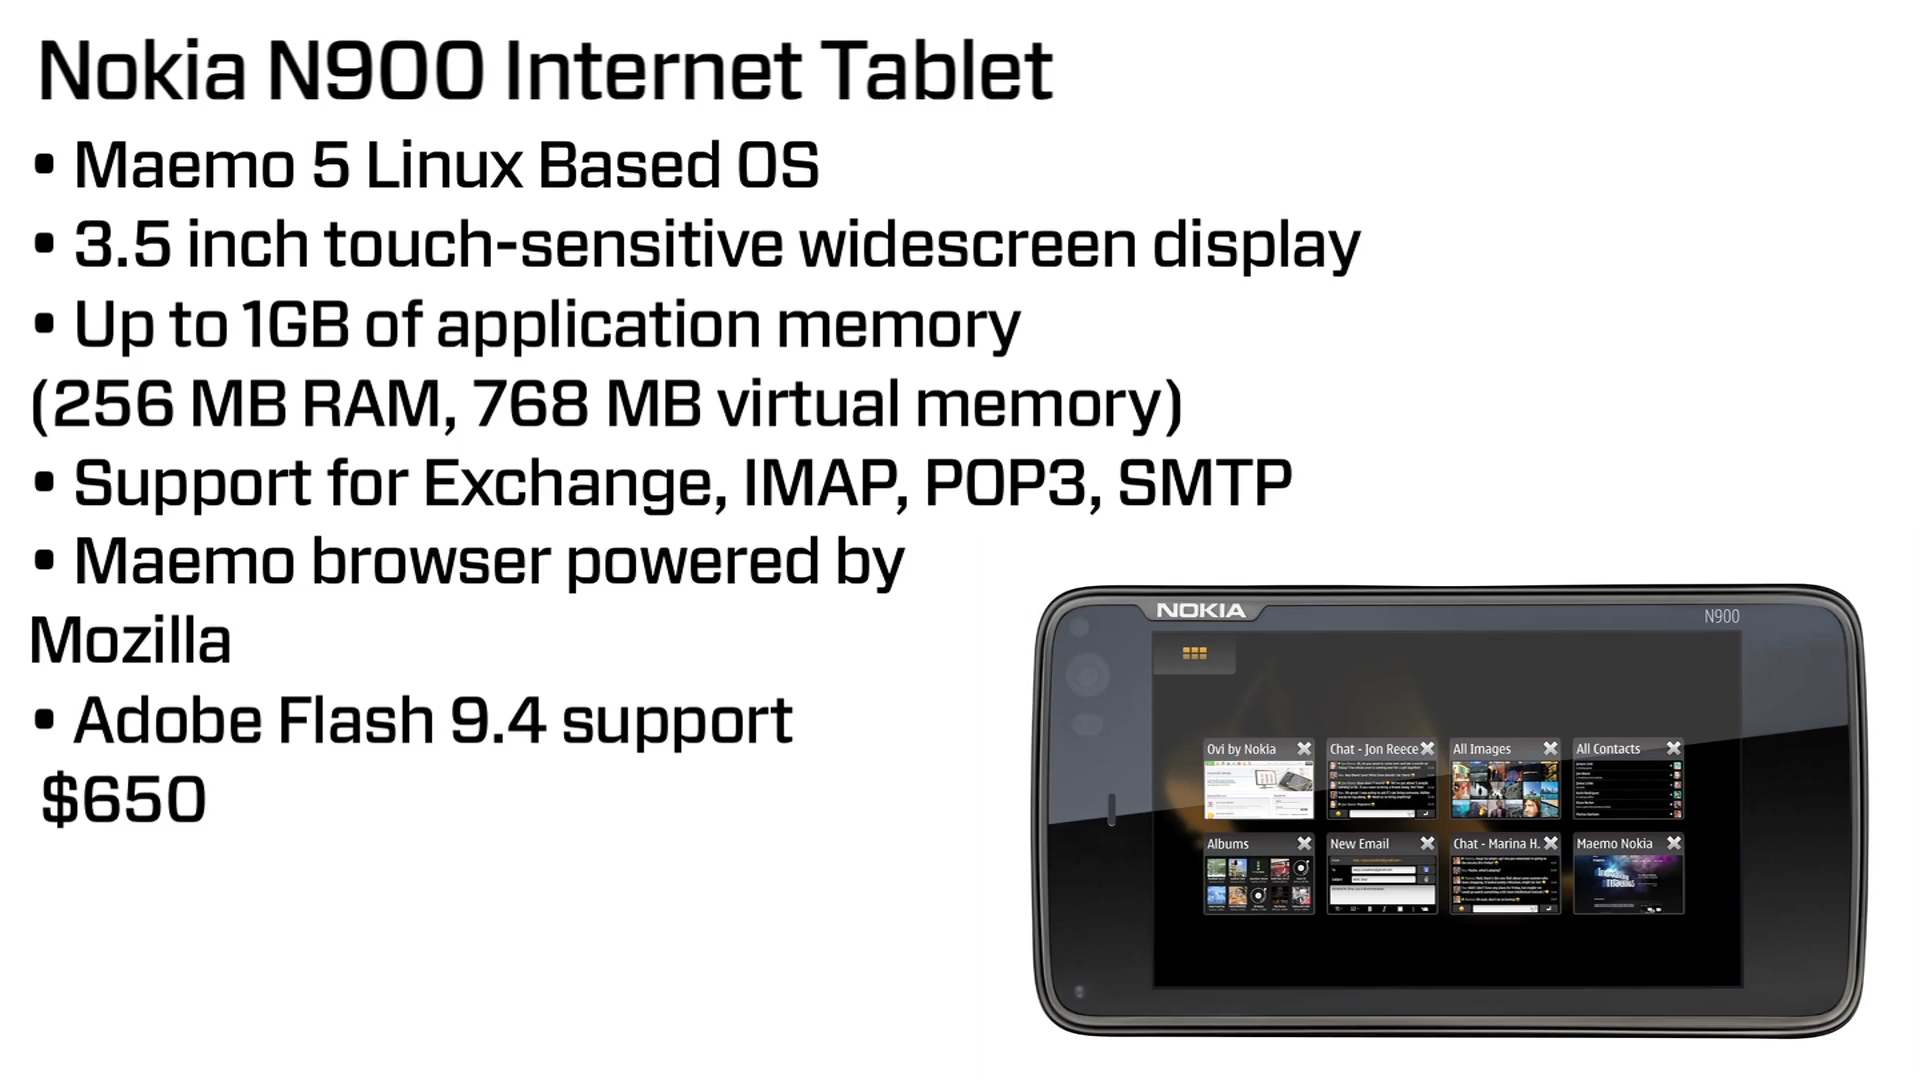 Nokia N900 Internet Tablet
• Maemo 5 Linux Based OS
• 3.5 inch touch-sensitive widescreen display
• Up to 1GB of application memory
(256 MB RAM, 768 MB virtual memory)
• Support for Exchange, IMAP, POP3, SMTP
• Maemo browser powered by
Mozilla
• Adobe Flash 9.4 support
$650
NOKIA
N900
Ovi by Nokia
Chat - Jon Reece
All Images
All Contacts
Albums
New Email
Chat - Marina H.
Maemo Nokia